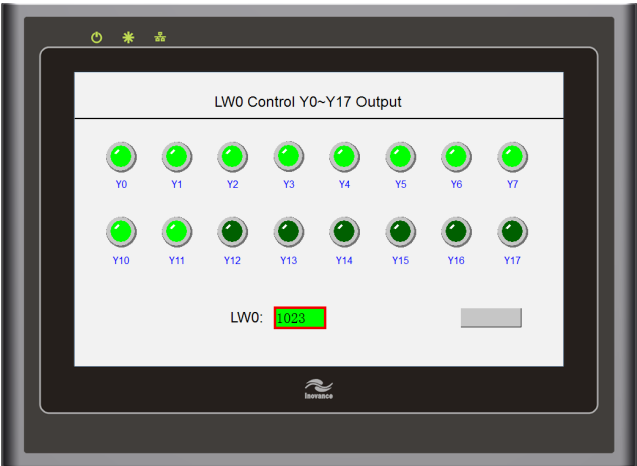 LW0 Control Y0~Y17 Output
Y0 Y1 Y2 Y3 Y4 Y5 Y6 Y7
Y10 Y11 Y12 Y13 Y14 Y15 Y16 Y17
LW0: 1023
Inovance